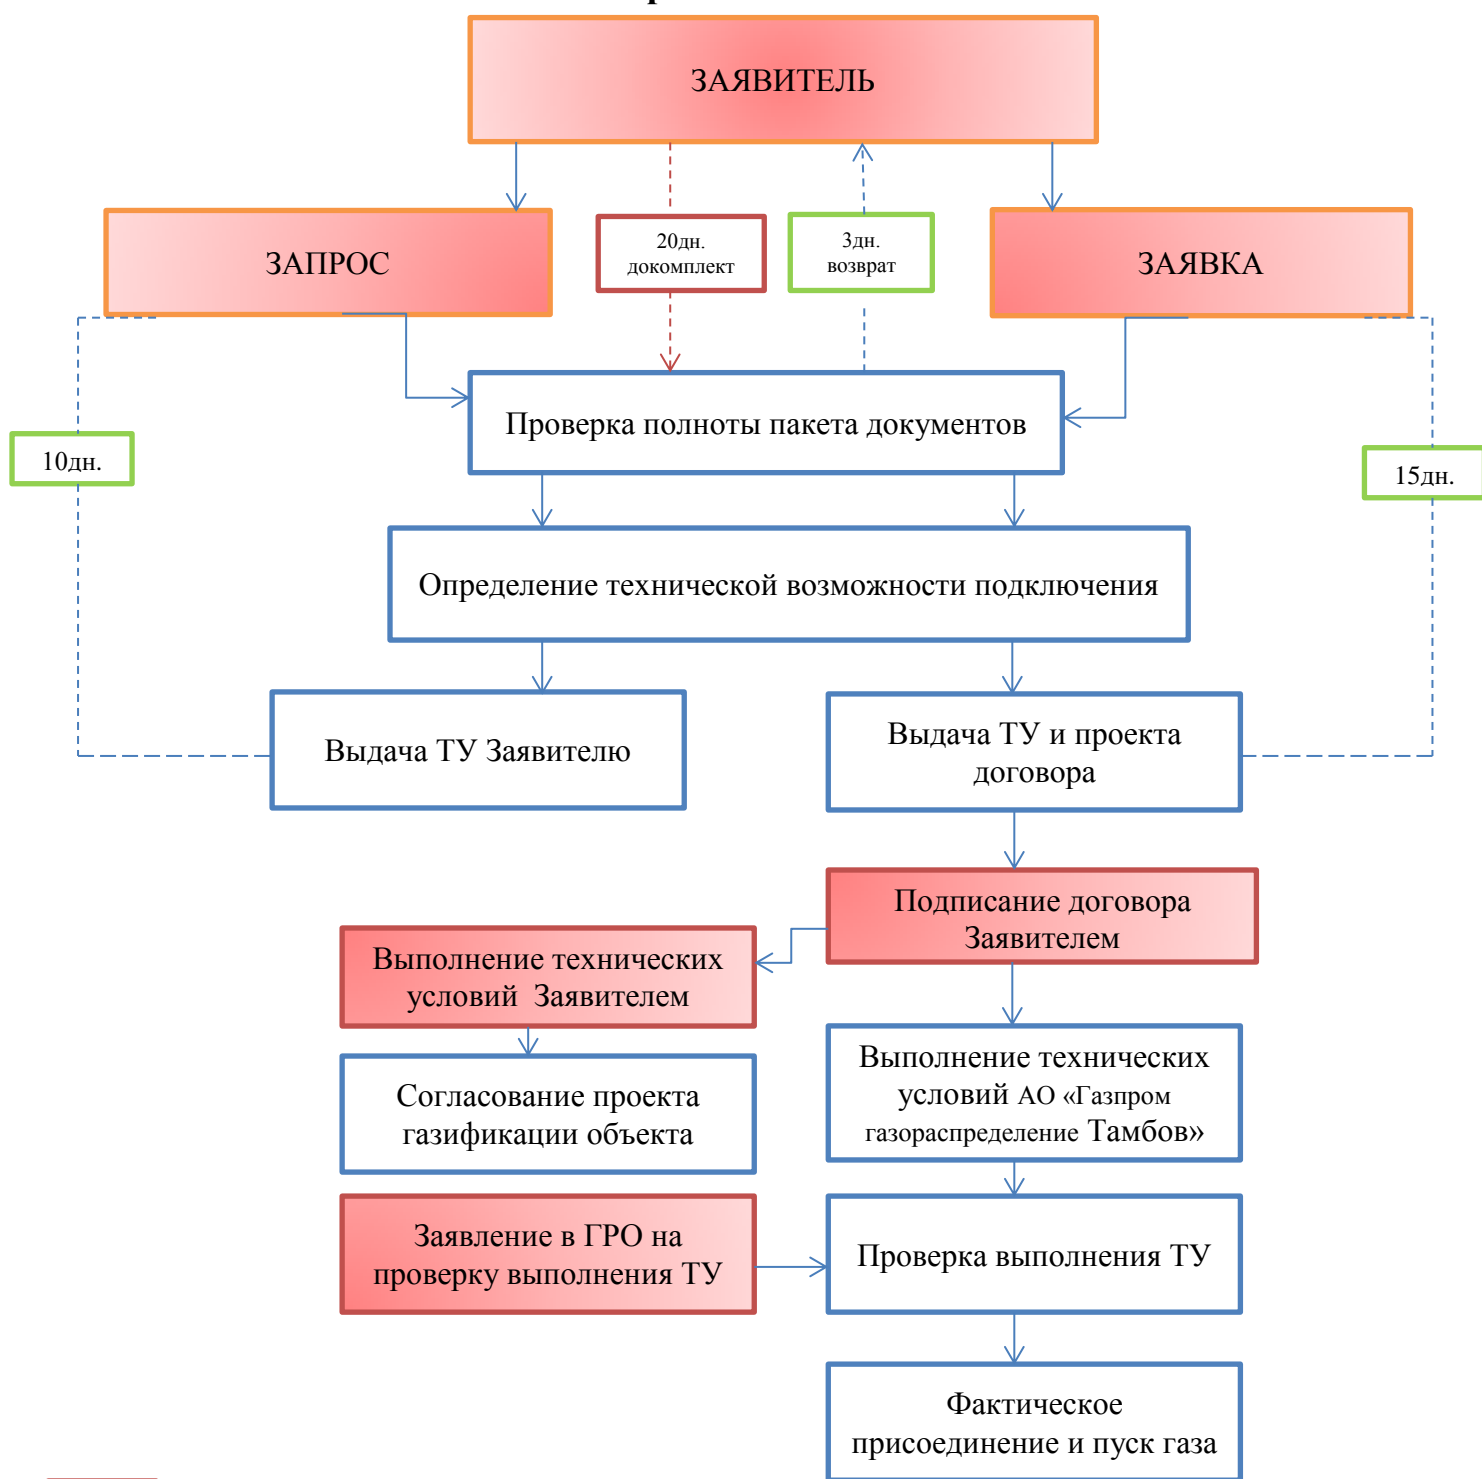 ЗАЯВИТЕЛЬ
ЗАПРОС
20дн.
докомплект
3дн.
возврат
ЗАЯВКА
Проверка полноты пакета документов
10дн.
15дн.
Определение технической возможности подключения
Выдача ТУ Заявителю
Выдача ТУ и проекта
договора
Подписание договора
Заявителем
Выполнение технических
условий Заявителем
Согласование проекта
газификации объекта
Выполнение технических
условий АО «Газпром
газораспределение Тамбов»
Заявление в ГРО на
проверку выполнения ТУ
Проверка выполнения ТУ
Фактическое
присоединение и пуск газа